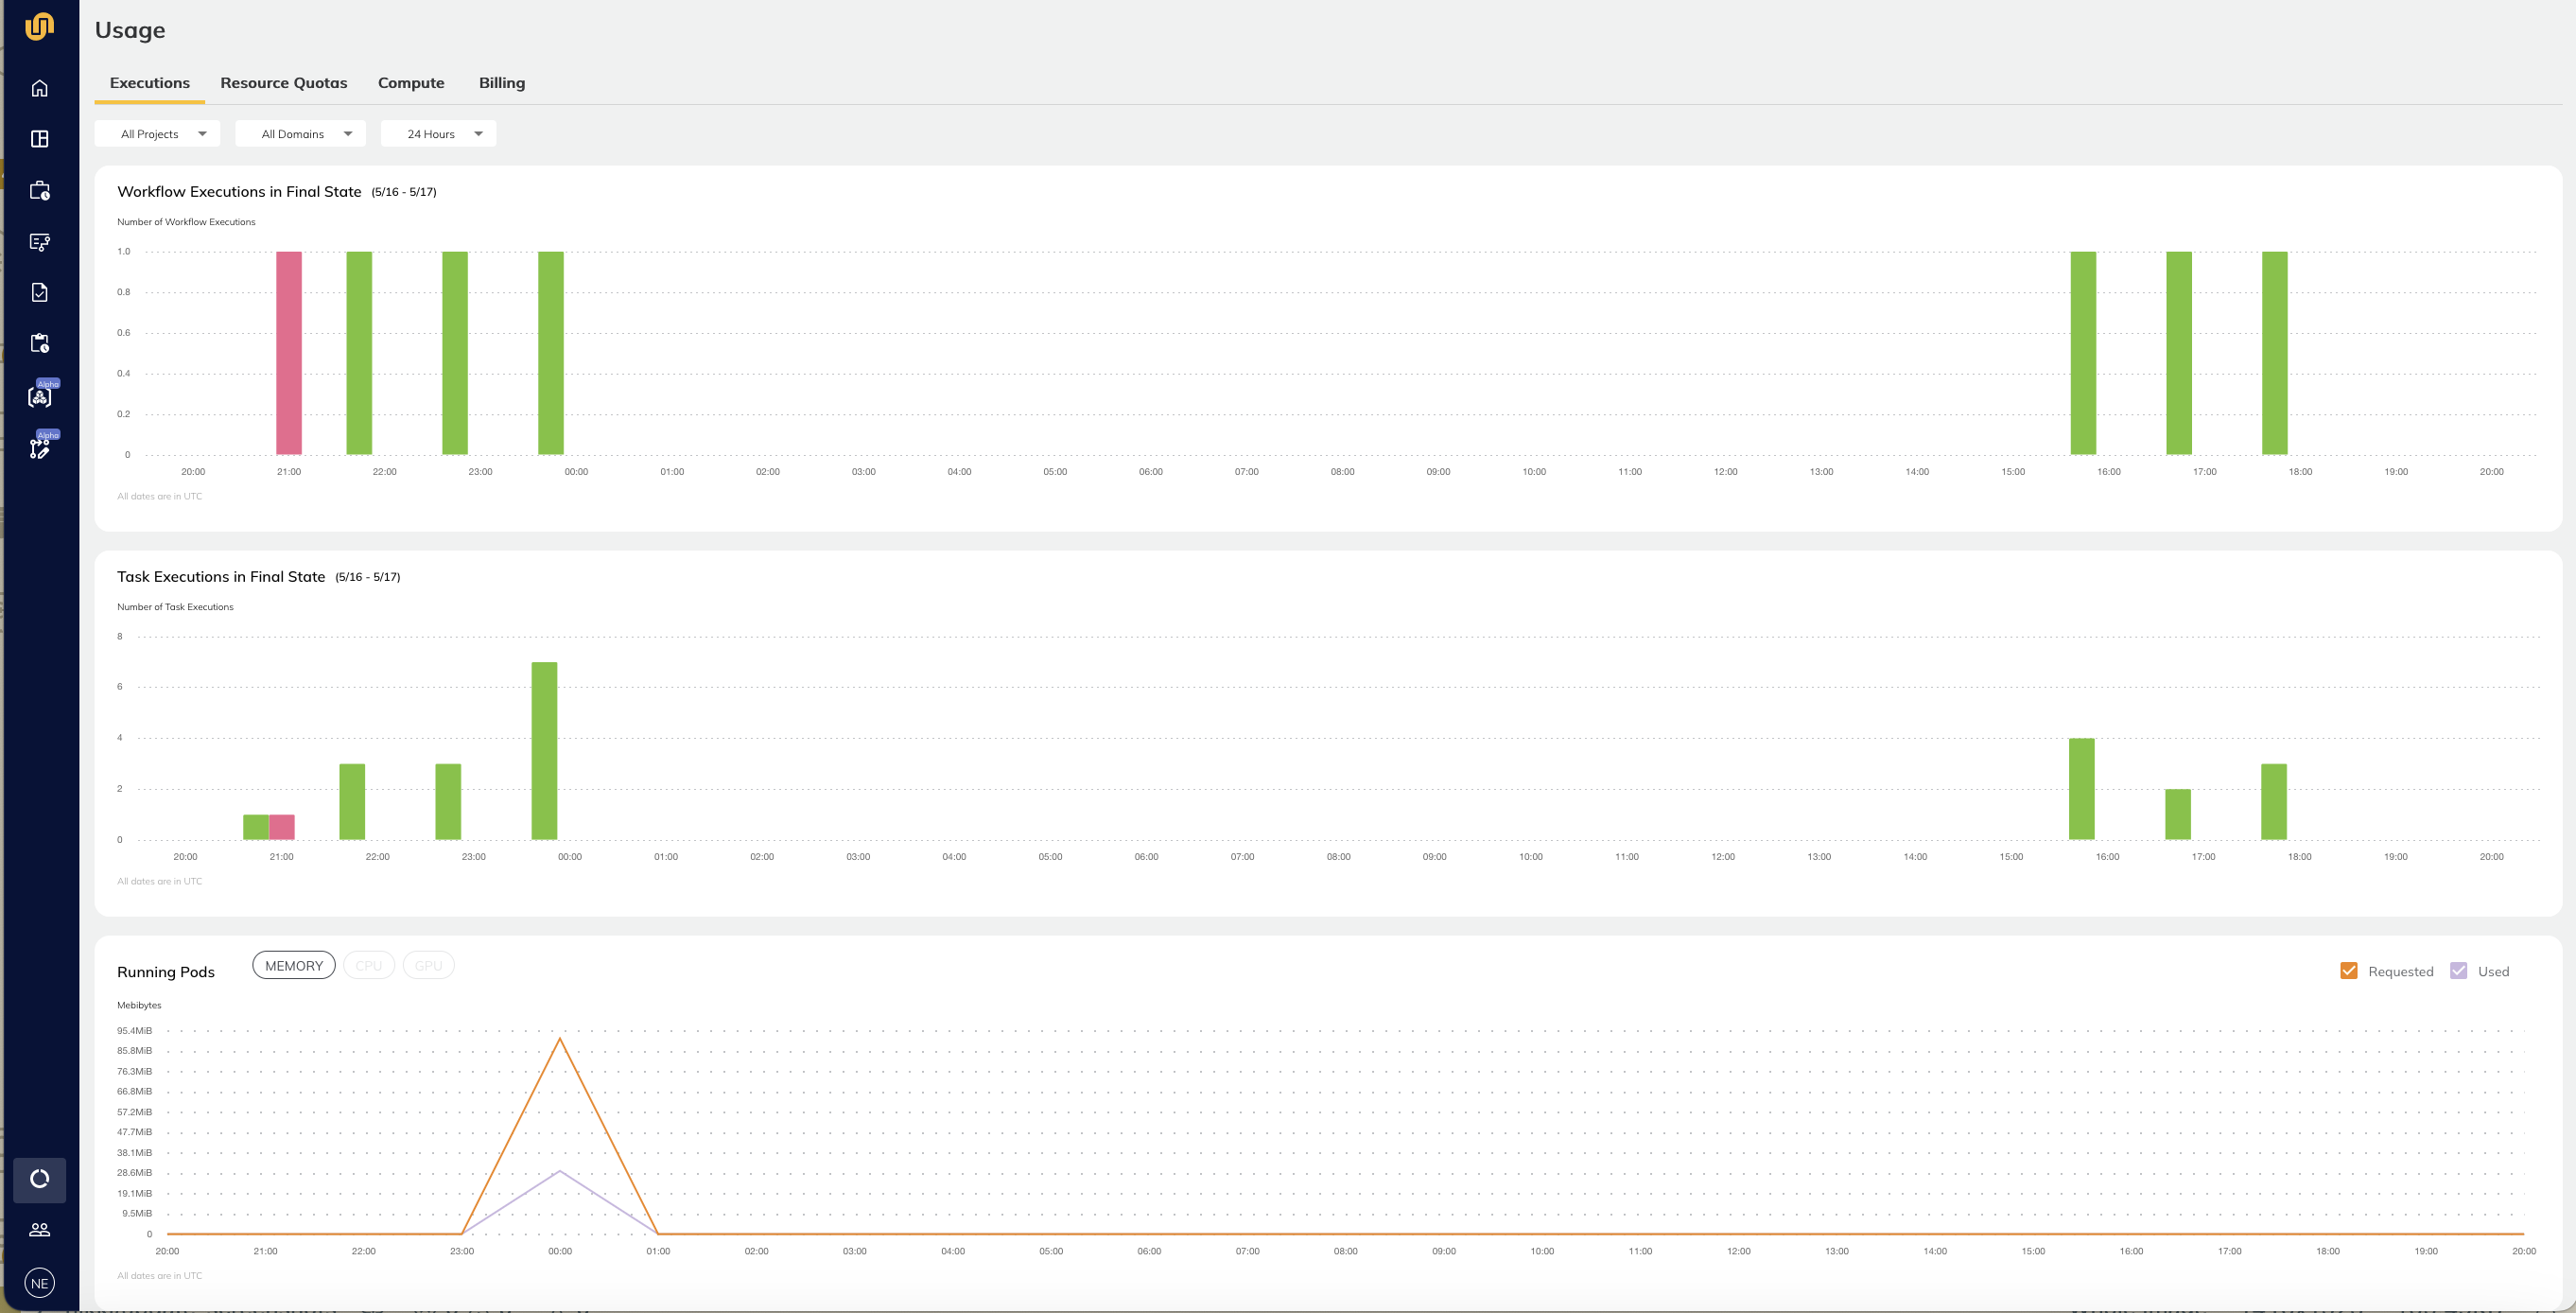 Usage
Executions Resource Quotas Compute Billing
All Projects All Domains 24 Hours
Workflow Executions in Final State (5/16 - 5/17)
Number of Workflow Executions
1.0
0.8
0.6
0.4
0.2
0
20:00 21:00 22:00 23:00 00:00 01:00 02:00 03:00 04:00 05:00 06:00 07:00 08:00 09:00 10:00 11:00 12:00 13:00 14:00 15:00 16:00 17:00 18:00 19:00 20:00
All dates are in UTC
Alpha
Alpha
Task Executions in Final State (5/16 - 5/17)
Number of Task Executions
8
6
4
2
0
20:00 21:00 22:00 23:00 00:00 01:00 02:00 03:00 04:00 05:00 06:00 07:00 08:00 09:00 10:00 11:00 12:00 13:00 14:00 15:00 16:00 17:00 18:00 19:00 20:00
All dates are in UTC
Running Pods MEMORY CPU GPU Requested Used
Mebibytes
95.4MiB
85.8MiB
76.3MiB
66.8MiB
57.2MiB
47.7MiB
38.1MiB
28.6MiB
19.1MiB
9.5MiB
0
20:00 21:00 22:00 23:00 00:00 01:00 02:00 03:00 04:00 05:00 06:00 07:00 08:00 09:00 10:00 11:00 12:00 13:00 14:00 15:00 16:00 17:00 18:00 19:00 20:00
All dates are in UTC
NE